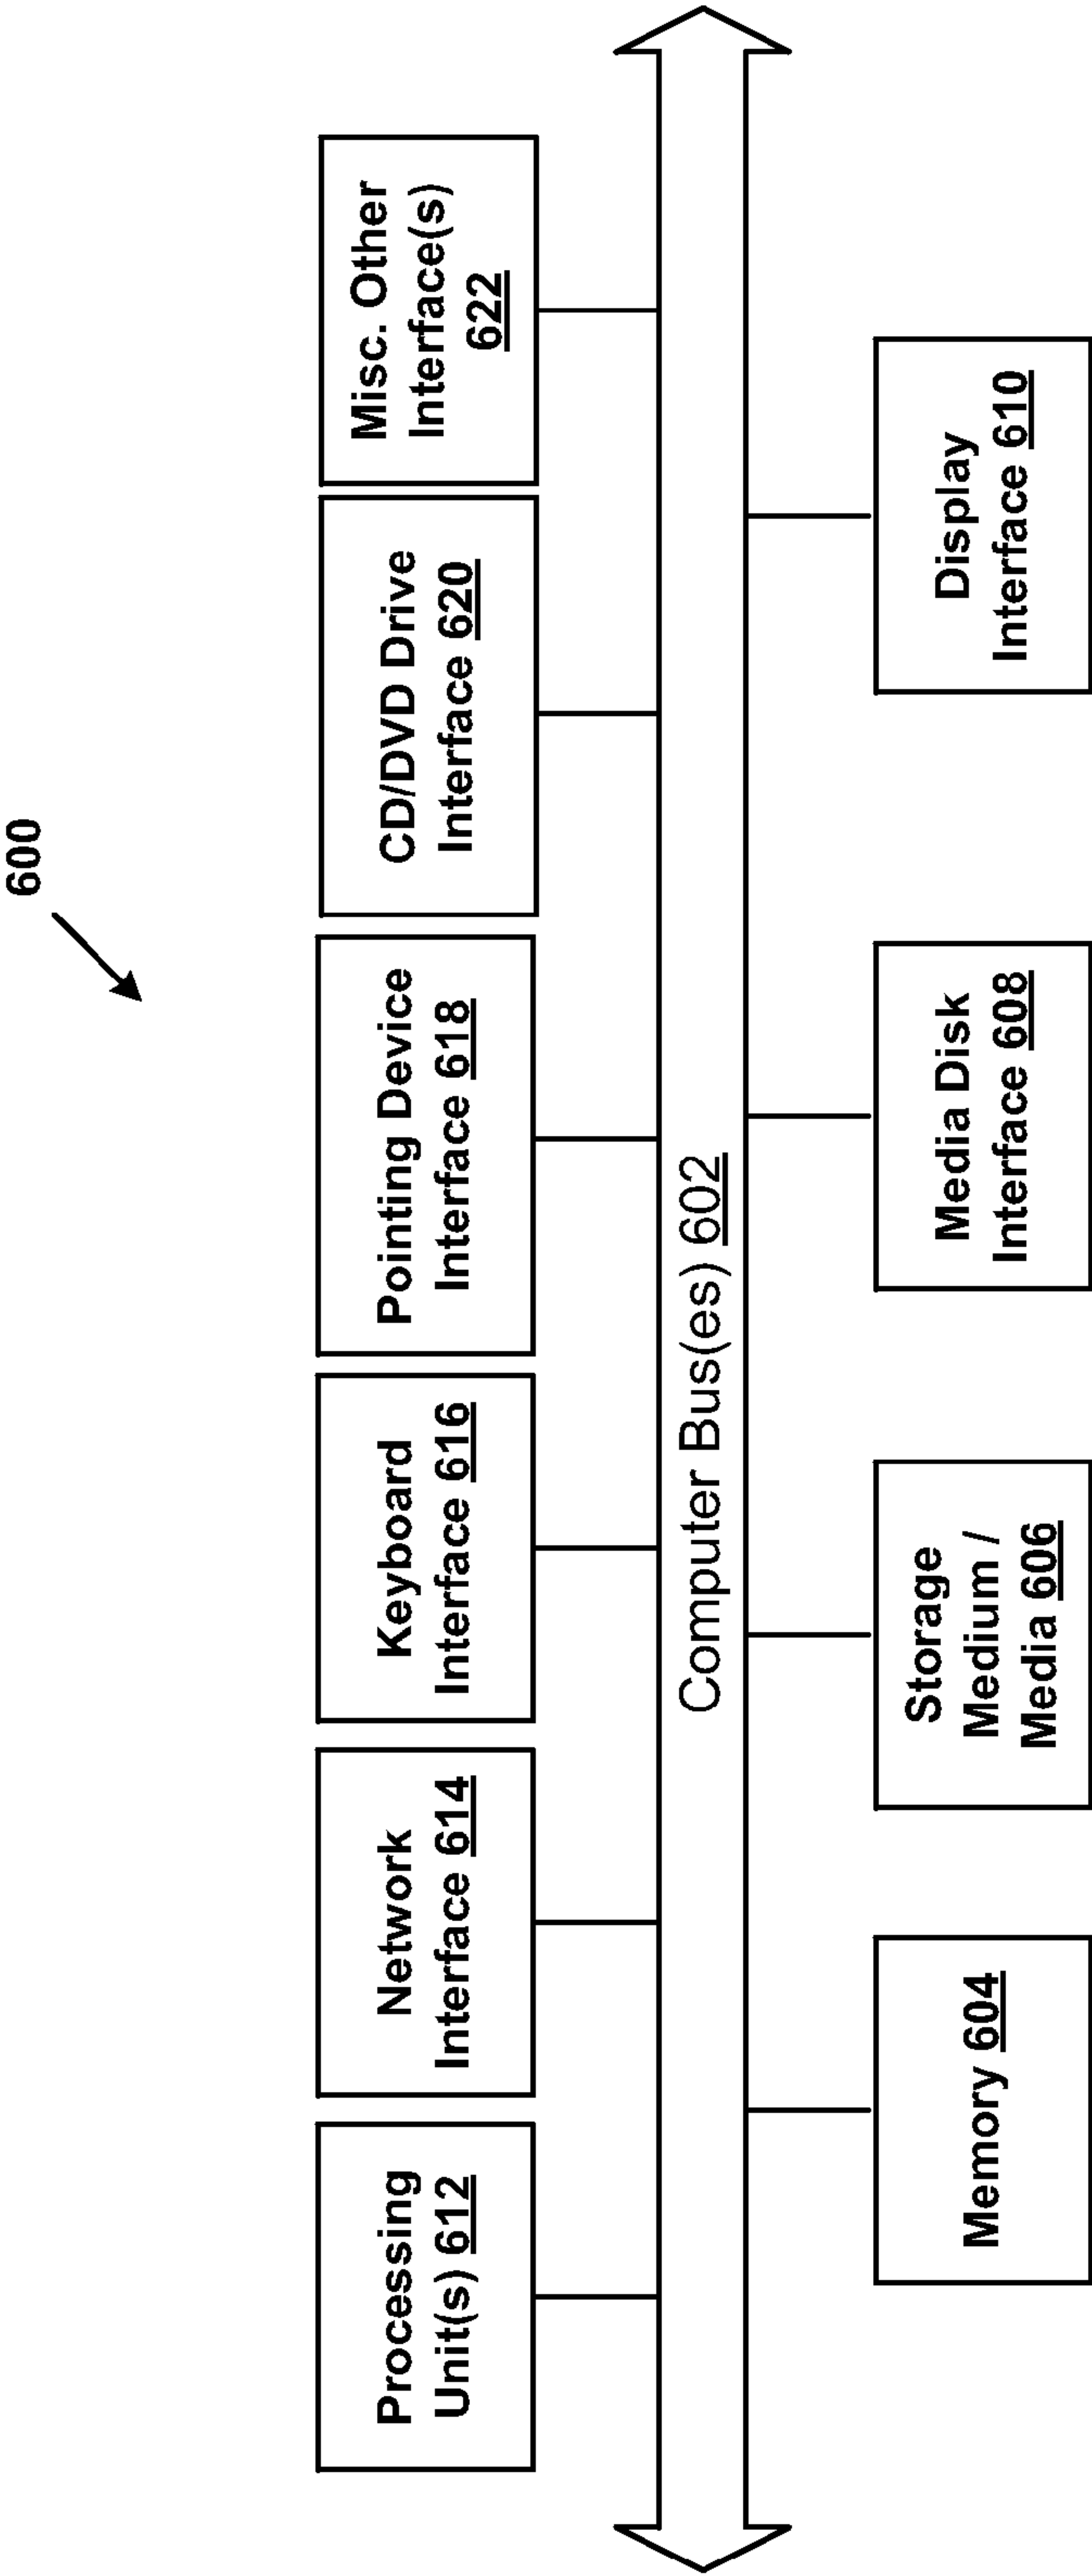 600
Processing
Unit(s) 612
Network
Interface 614
Keyboard
Interface 616
Pointing Device
Interface 618
CD/DVD Drive
Interface 620
Misc. Other
Interface(s)
622
Computer Bus(es) 602
Memory 604
Storage
Medium /
Media 606
Media Disk
Interface 608
Display
Interface 610